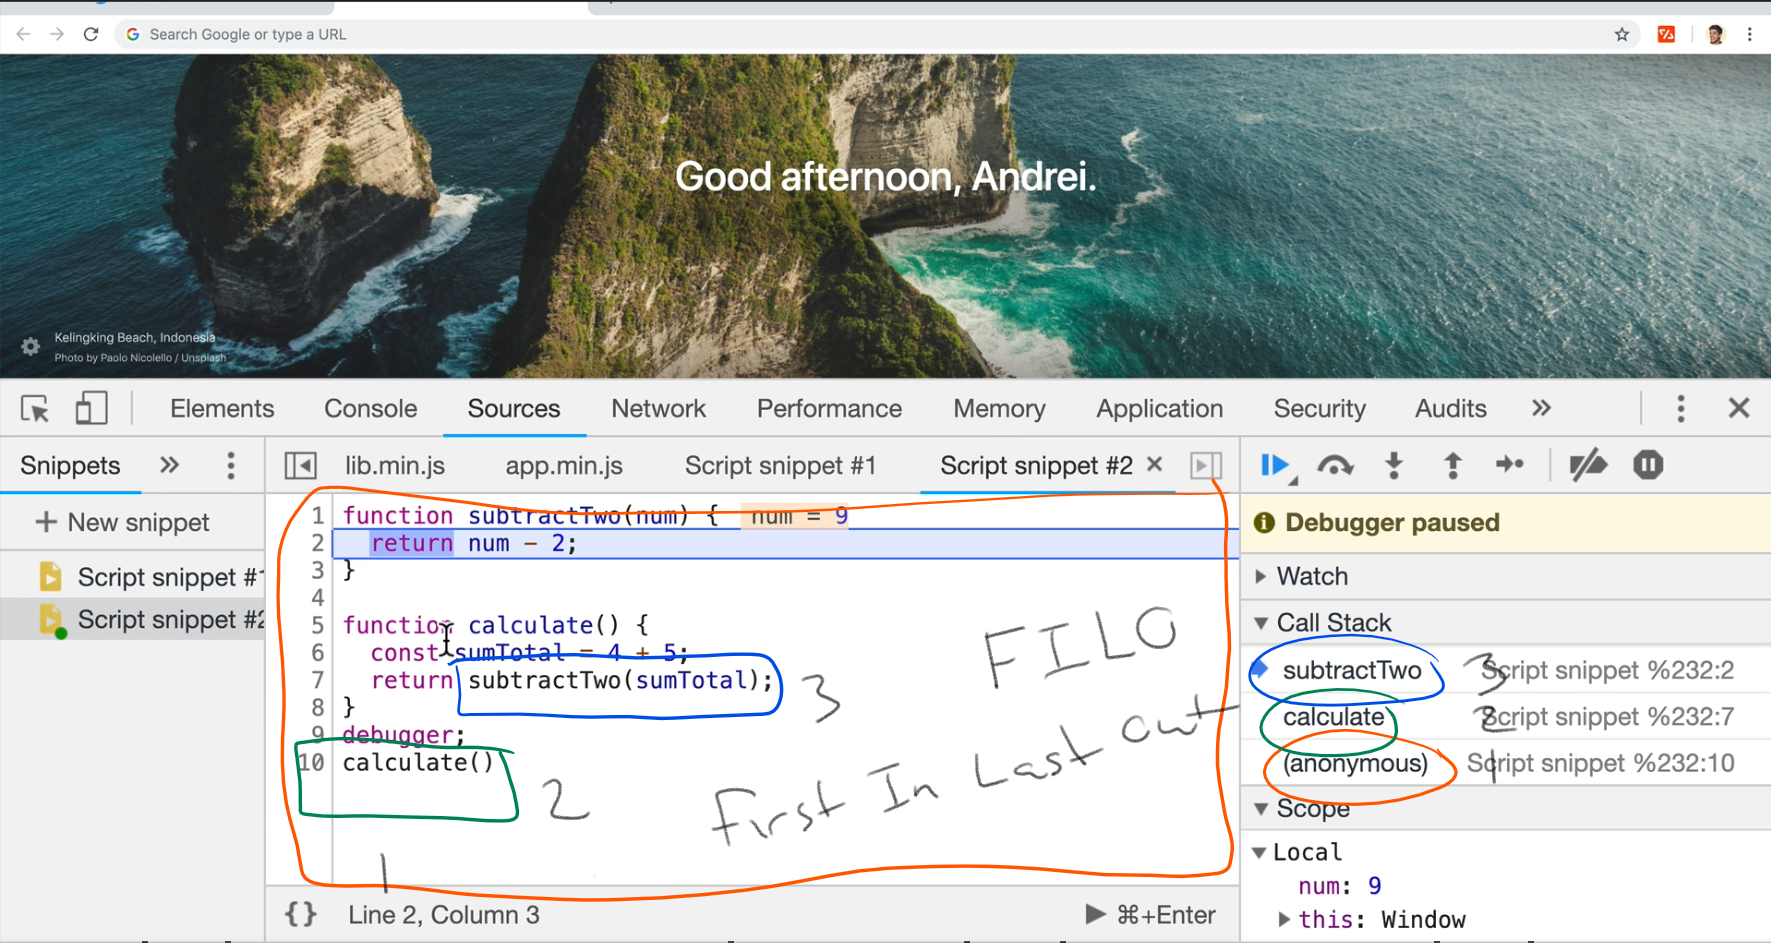 Search Google or type a URL
Good afternoon, Andrei.
Kelingking Beach, Indonesia
Photo by Paolo Nicolello / Unsplash
Elements Console Sources Network Performance Memory Application Security Audits »
Snippets »
lib.min.js app.min.js Script snippet #1 Script snippet #2 ×
+ New snippet
Script snippet #1
Script snippet #2
1 function subtractTwo(num) { num = 9
2 return num - 2;
3 }
4
5 function calculate() {
6 const sumTotal = 4 + 5;
7 return subtractTwo(sumTotal);
8 }
9 debugger;
10 calculate()
3
2
1
FILO
First In Last Out
{} Line 2, Column 3 ⌘+Enter
Debugger paused
Watch
Call Stack
subtractTwo 3 Script snippet %232:2
calculate 2 Script snippet %232:7
(anonymous) 1 Script snippet %232:10
Scope
Local
num: 9
this: Window